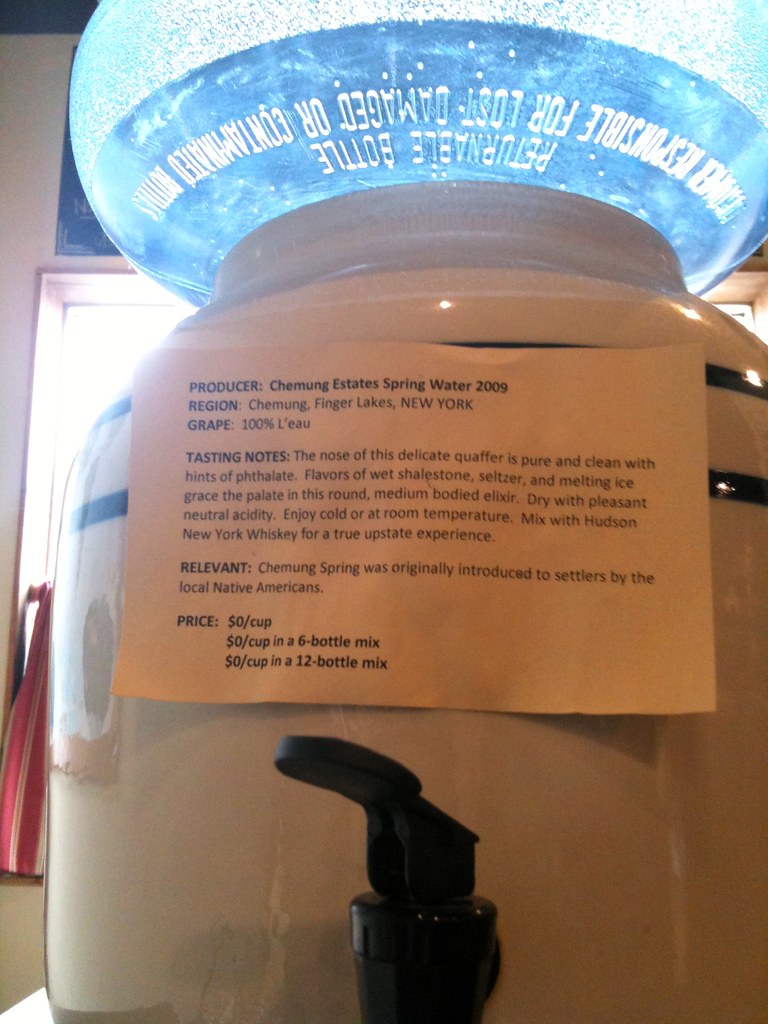 CUSTOMER RESPONSIBLE FOR LOST DAMAGED OR CONTAMINATED BOTTLE
RETURNABLE BOTTLE
PRODUCER: Chemung Estates Spring Water 2009
REGION: Chemung, Finger Lakes, NEW YORK
GRAPE: 100% L'eau
TASTING NOTES: The nose of this delicate quaffer is pure and clean with
hints of phthalate. Flavors of wet shalestone, seltzer, and melting ice
grace the palate in this round, medium bodied elixir. Dry with pleasant
neutral acidity. Enjoy cold or at room temperature. Mix with Hudson
New York Whiskey for a true upstate experience.
RELEVANT: Chemung Spring was originally introduced to settlers by the
local Native Americans.
PRICE: $0/cup
$0/cup in a 6-bottle mix
$0/cup in a 12-bottle mix